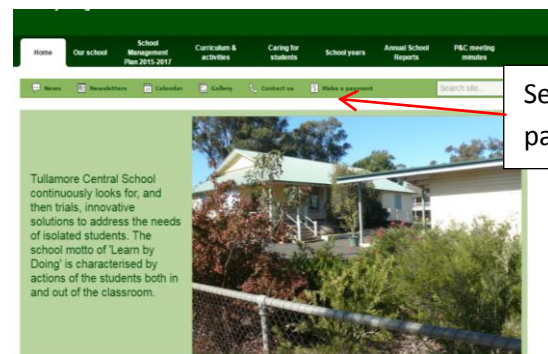 Home
Our school
School
Management
Plan 2015-2017
Curriculum &
activities
Caring for
students
School years
Annual School
Reports
P&C meeting
minutes
News
Newsletters
Calendar
Gallery
Contact us
Make a payment
Search site...
Se
pa
Tullamore Central School
continuously looks for, and
then trials, innovative
solutions to address the needs
of isolated students. The
school motto of 'Learn by
Doing' is characterised by
actions of the students both in
and out of the classroom.